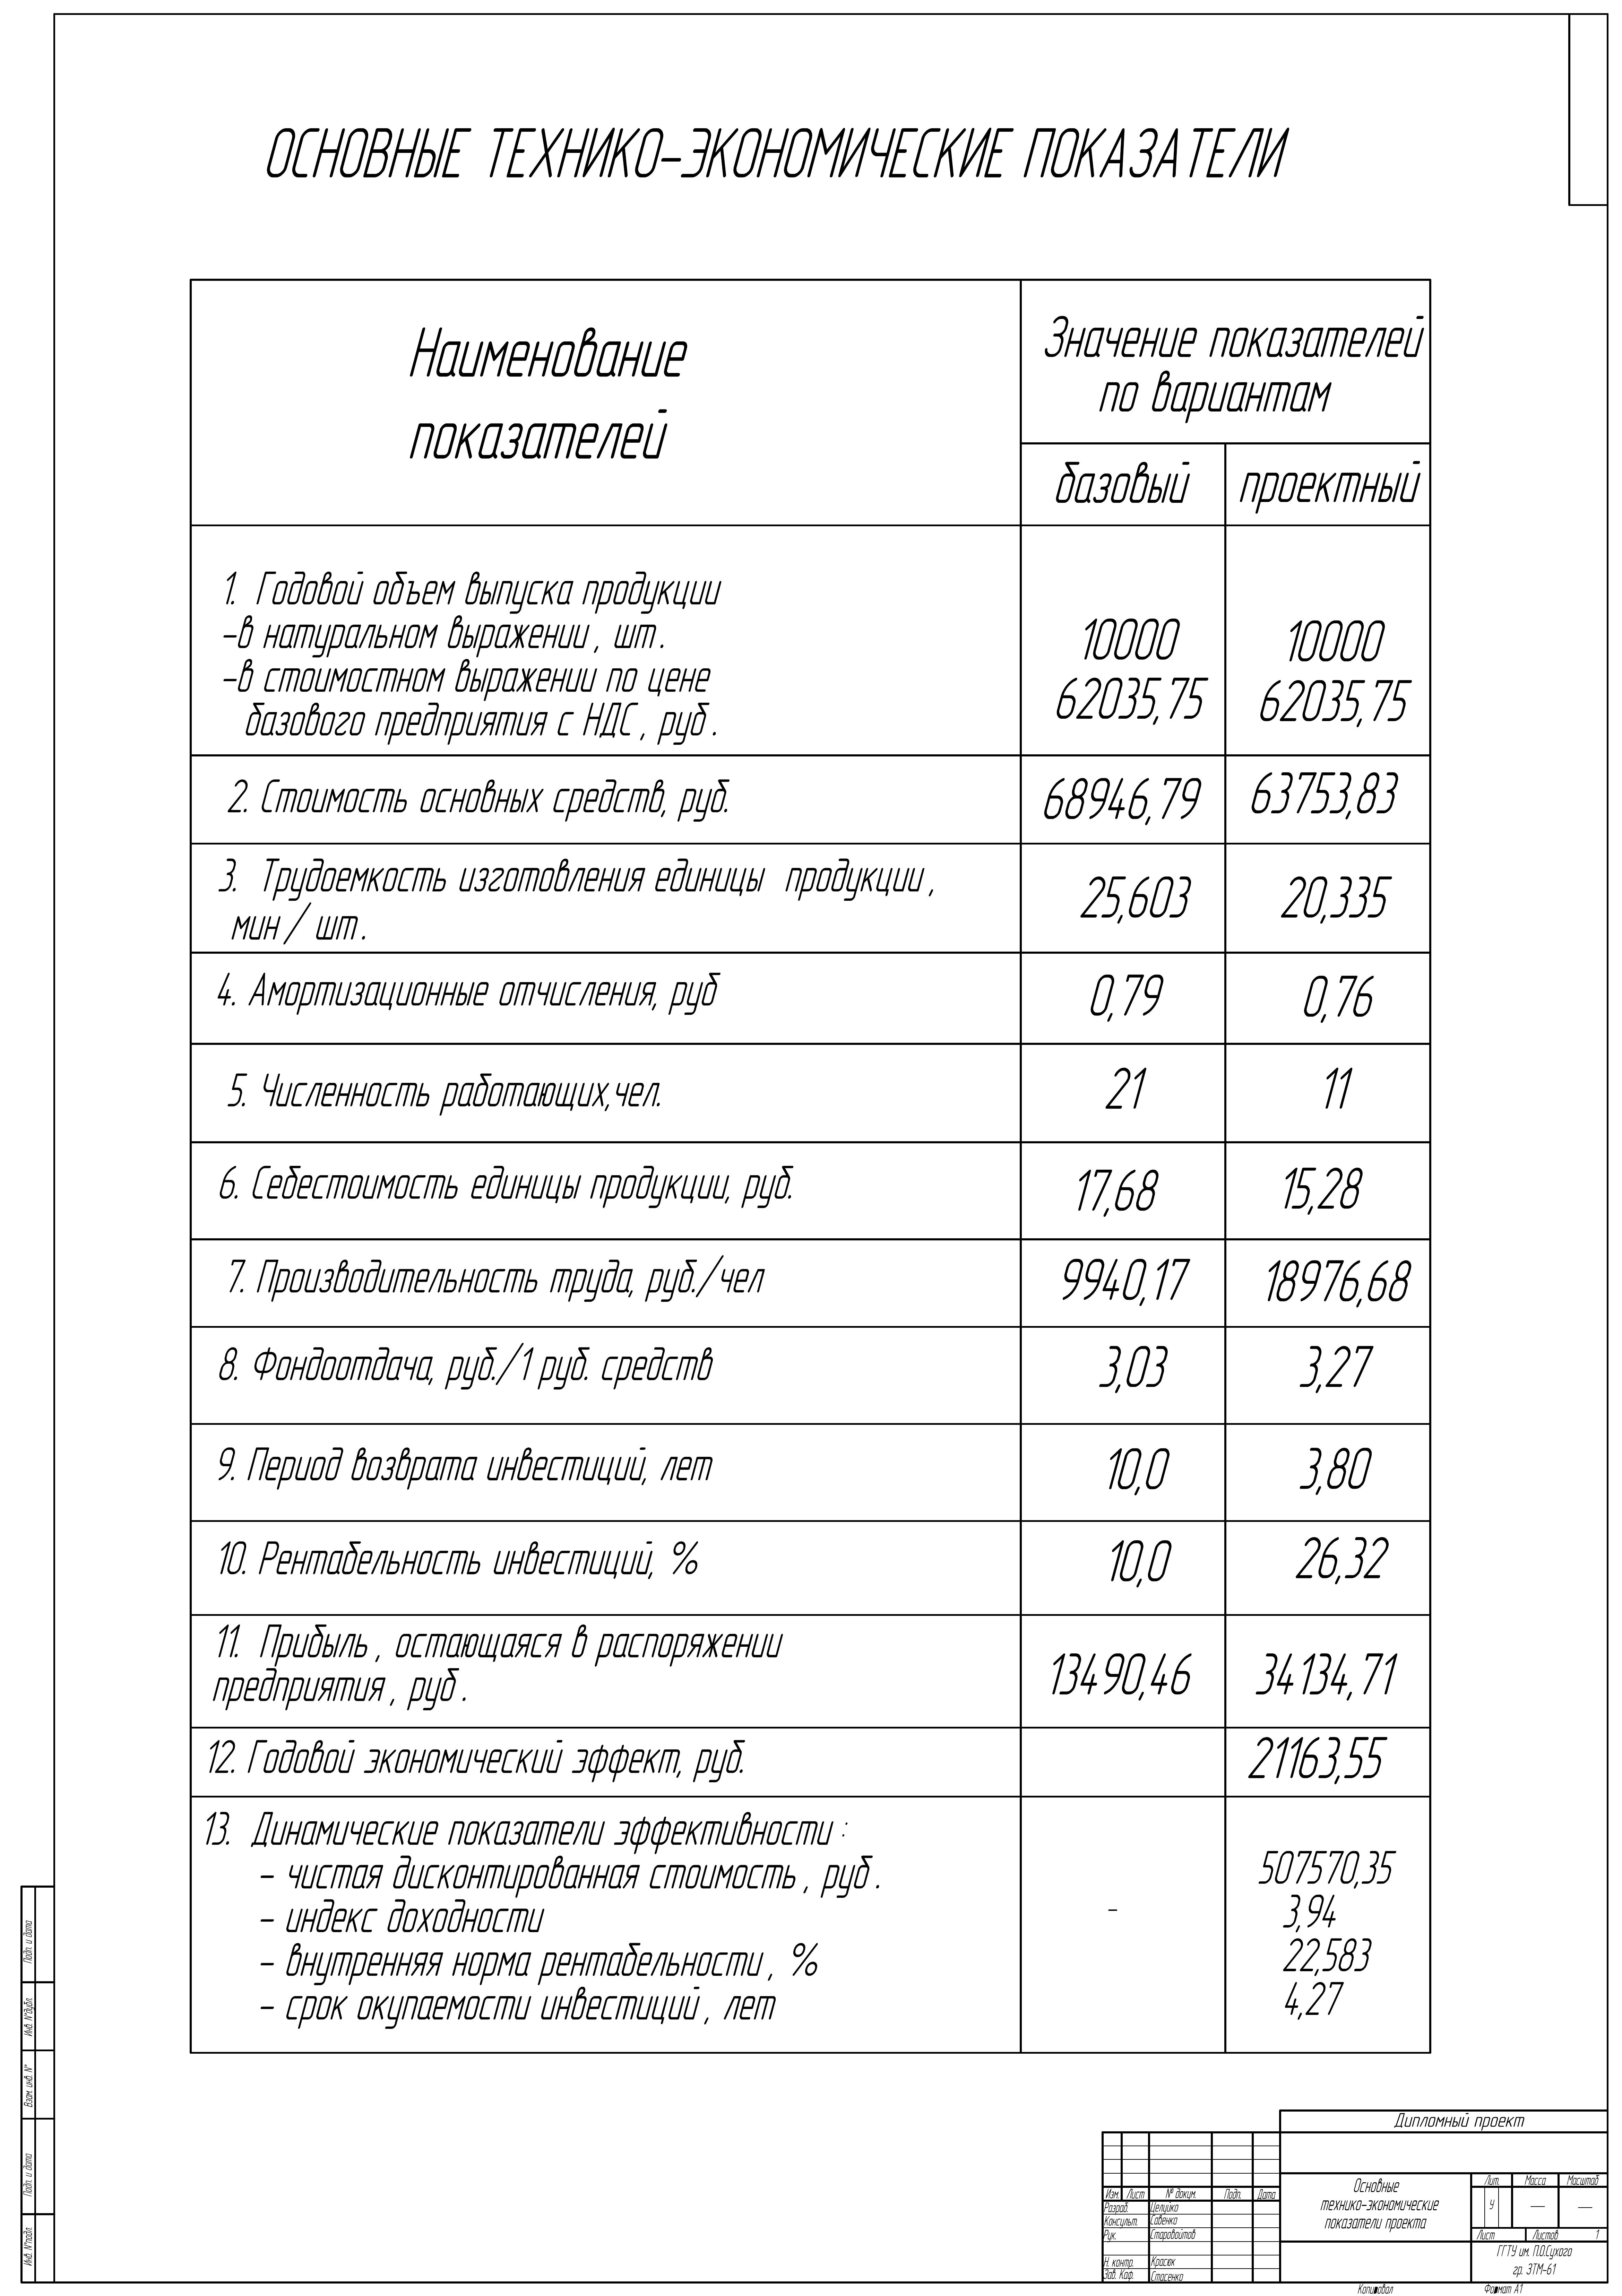 ОСНОВНЫЕ ТЕХНИКО-ЭКОНОМИЧЕСКИЕ ПОКАЗАТЕЛИ
Наименование
показателей
Значение показателей
по вариантам
базовый проектный
1. Годовой объем выпуска продукции
-в натуральном выражении, шт. 10000 10000
-в стоимостном выражении по цене
базового предприятия с НДС, руб. 62035,75 62035,75
2. Стоимость основных средств, руб. 68946,79 63753,83
3. Трудоемкость изготовления единицы продукции,
мин/ шт. 25,603 20,335
4. Амортизационные отчисления, руб 0,79 0,76
5. Численность работающих,чел. 21 11
6. Себестоимость единицы продукции, руб. 17,68 15,28
7. Производительность труда, руб./чел 9940,17 18976,68
8. Фондоотдача, руб./1 руб. средств 3,03 3,27
9. Период возврата инвестиций, лет 10,0 3,80
10. Рентабельность инвестиций, % 10,0 26,32
11. Прибыль, остающаяся в распоряжении
предприятия, руб. 13490,46 34134,71
12. Годовой экономический эффект, руб. 21163,55
13. Динамические показатели эффективности:
- чистая дисконтированная стоимость, руб. 507570,35
- индекс доходности - 3,94
- внутренняя норма рентабельности, % 22,583
- срок окупаемости инвестиций, лет 4,27
Подп. и дата
Инв. №дубл.
Взам. инв. №
Подп. и дата
Инв. №подл.
Дипломный проект
Изм. Лист № докум. Подп. Дата
Разраб. Целуйко
Консульт. Савенко
Рук. Старовойтов
Н. контр. Красюк
Зав. Каф. Стасенко
Основные
технико-экономические
показатели проекта
Лит. Масса Масштаб
У — —
Лист Листов 1
ГГТУ им. П.О.Сухого
гр. ЗТМ-61
Копировал Формат А1